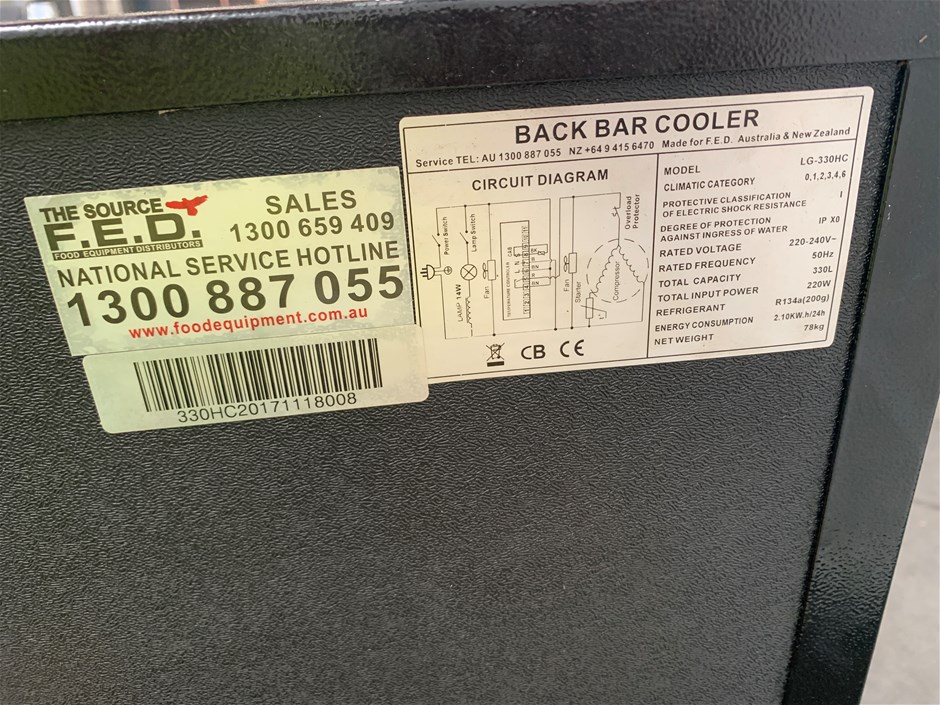 THE SOURCE
F.E.D.
FOOD EQUIPMENT DISTRIBUTORS
SALES
1300 659 409
NATIONAL SERVICE HOTLINE
1300 887 055
www.foodequipment.com.au
330HC20171118008
BACK BAR COOLER
Service TEL: AU 1300 887 055 NZ +64 9 415 6470 Made for F.E.D. Australia & New Zealand
CIRCUIT DIAGRAM
Power Switch
Lamp Switch
LAMP 14W
Fan
TEMPERATURE CONTROLLER
Fan
Starter
Compressor
Overload
Protector
CB CE
MODEL LG-330HC
CLIMATIC CATEGORY 0,1,2,3,4,6
PROTECTIVE CLASSIFICATION
OF ELECTRIC SHOCK RESISTANCE I
DEGREE OF PROTECTION
AGAINST INGRESS OF WATER IP X0
RATED VOLTAGE 220-240V~
RATED FREQUENCY 50Hz
TOTAL CAPACITY 330L
TOTAL INPUT POWER 220W
REFRIGERANT R134a(200g)
ENERGY CONSUMPTION 2.10KW.h/24h
NET WEIGHT 78kg